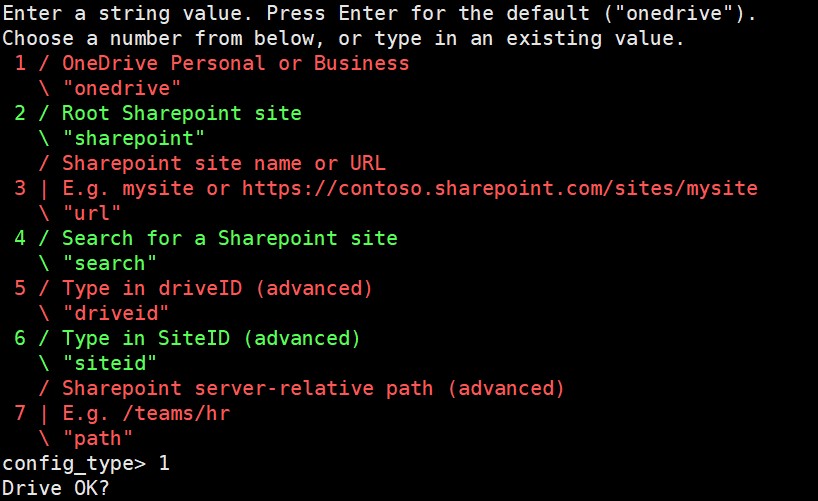 Enter a string value. Press Enter for the default ("onedrive").
Choose a number from below, or type in an existing value.
 1 / OneDrive Personal or Business
   \ "onedrive"
 2 / Root Sharepoint site
   \ "sharepoint"
   / Sharepoint site name or URL
 3 | E.g. mysite or https://contoso.sharepoint.com/sites/mysite
   \ "url"
 4 / Search for a Sharepoint site
   \ "search"
 5 / Type in driveID (advanced)
   \ "driveid"
 6 / Type in SiteID (advanced)
   \ "siteid"
   / Sharepoint server-relative path (advanced)
 7 | E.g. /teams/hr
   \ "path"
config_type> 1
Drive OK?